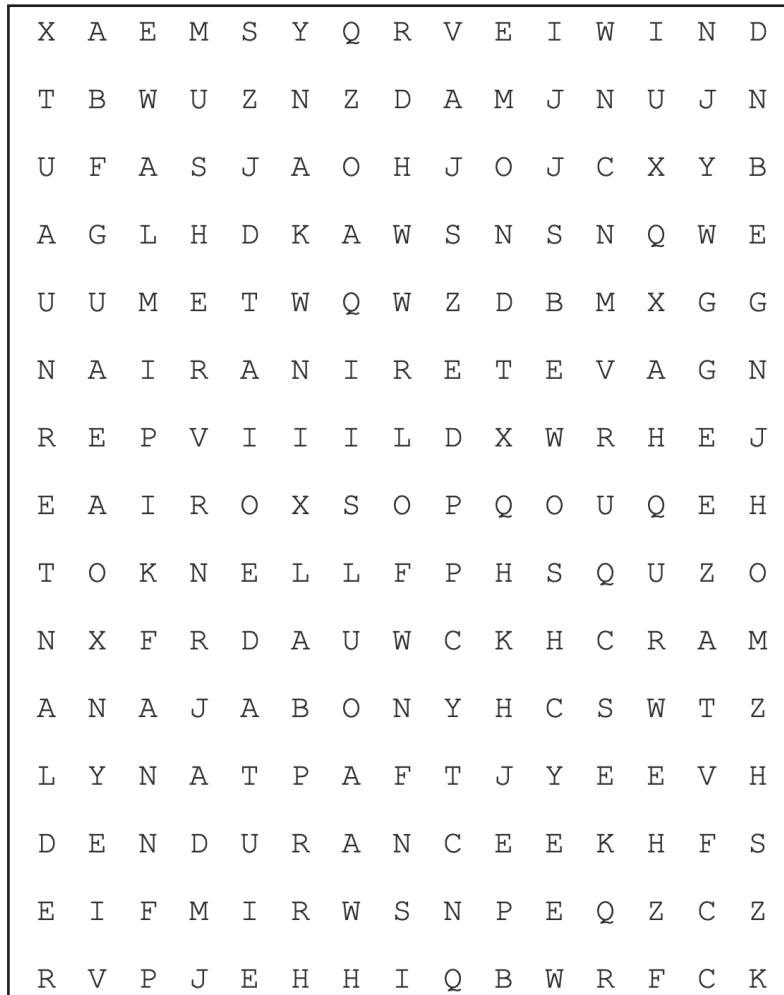 X A E M S Y Q R V E I W I N D
T B W U Z N Z D A M J N U J N
U F A S J A O H J O J C X Y B
A G L H D K A W S N S N Q W E
U U M E T W Q W Z D B M X G G
N A I R A N I R E T E V A G N
R E P V I I I L D X W R H E J
E A I R O X S O P Q O U Q E H
T O K N E L L F P H S Q U Z O
N X F R D A U W C K H C R A M
A N A J A B O N Y H C S W T Z
L Y N A T P A F T J Y E E V H
D E N D U R A N C E E K H F S
E I F M I R W S N P E Q Z C Z
R V P J E H H I Q B W R F C K